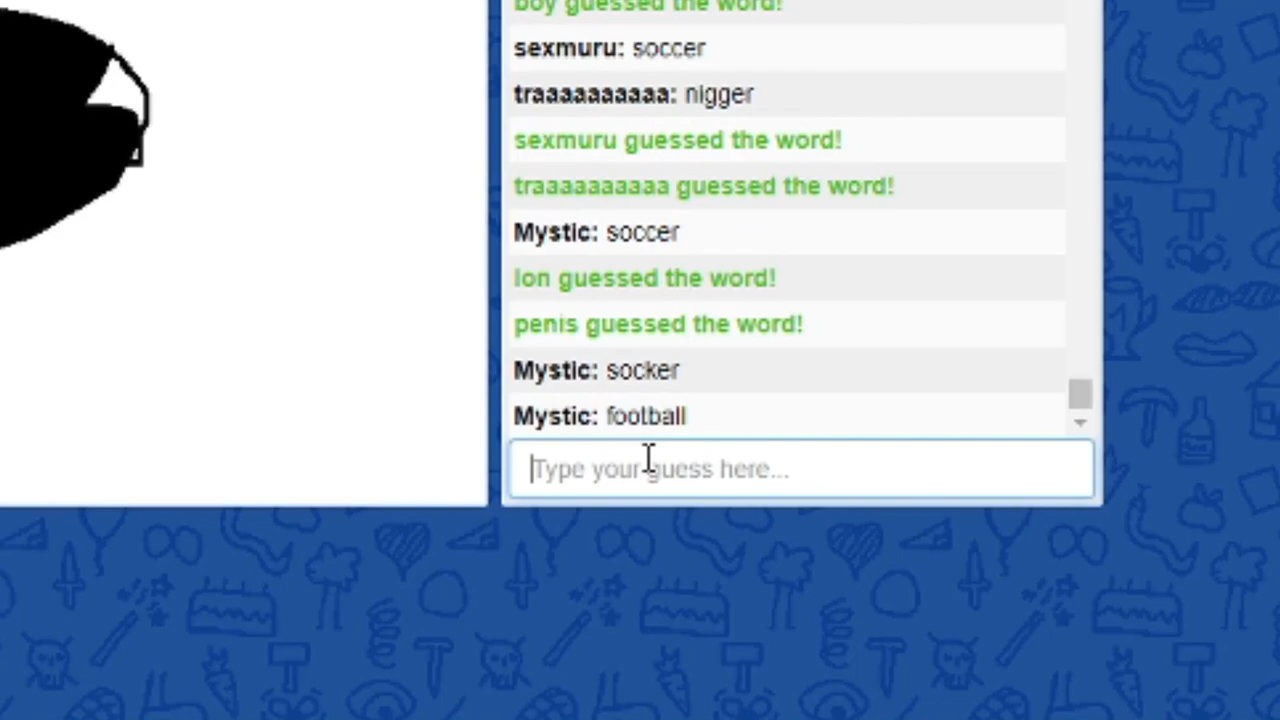 boy guessed the word!
sexmuru: soccer
traaaaaaaaaa: nigger
sexmuru guessed the word!
traaaaaaaaaa guessed the word!
Mystic: soccer
lon guessed the word!
penis guessed the word!
Mystic: socker
Mystic: football
Type your guess here...